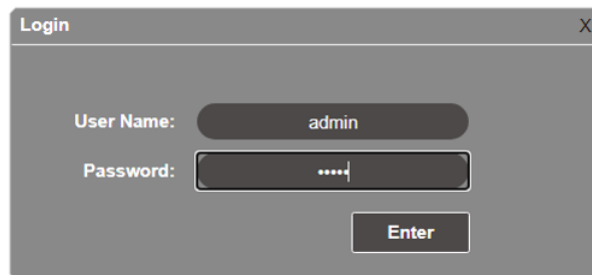 Login X
User Name: admin
Password: •••••
Enter